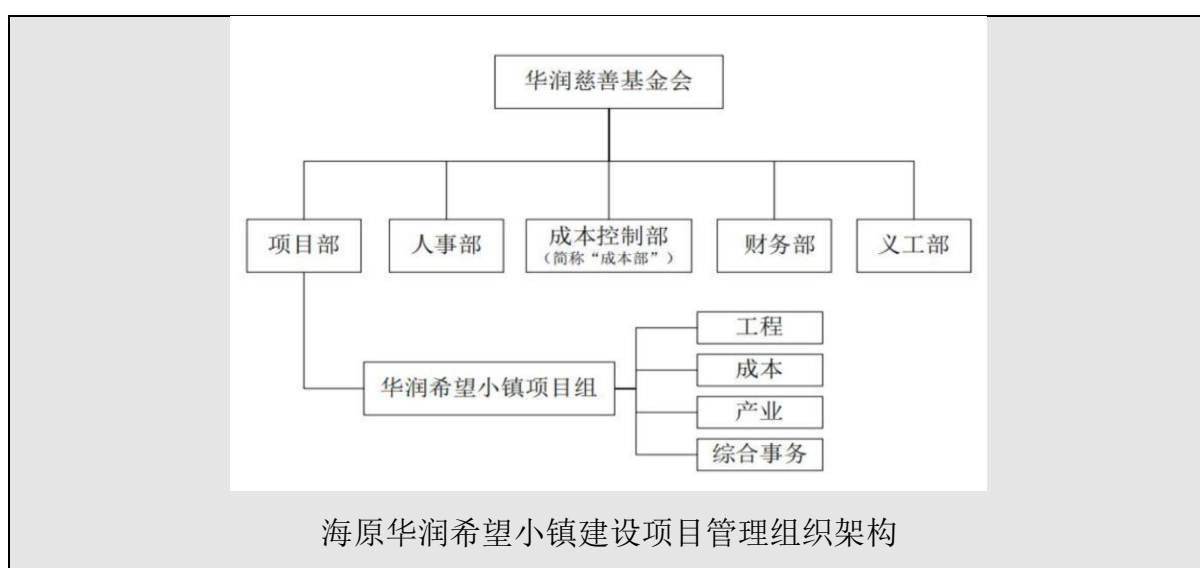 华润慈善基金会
项目部
人事部
成本控制部
（简称“成本部”）
财务部
义工部
华润希望小镇项目组
工程
成本
产业
综合事务
海原华润希望小镇建设项目管理组织架构